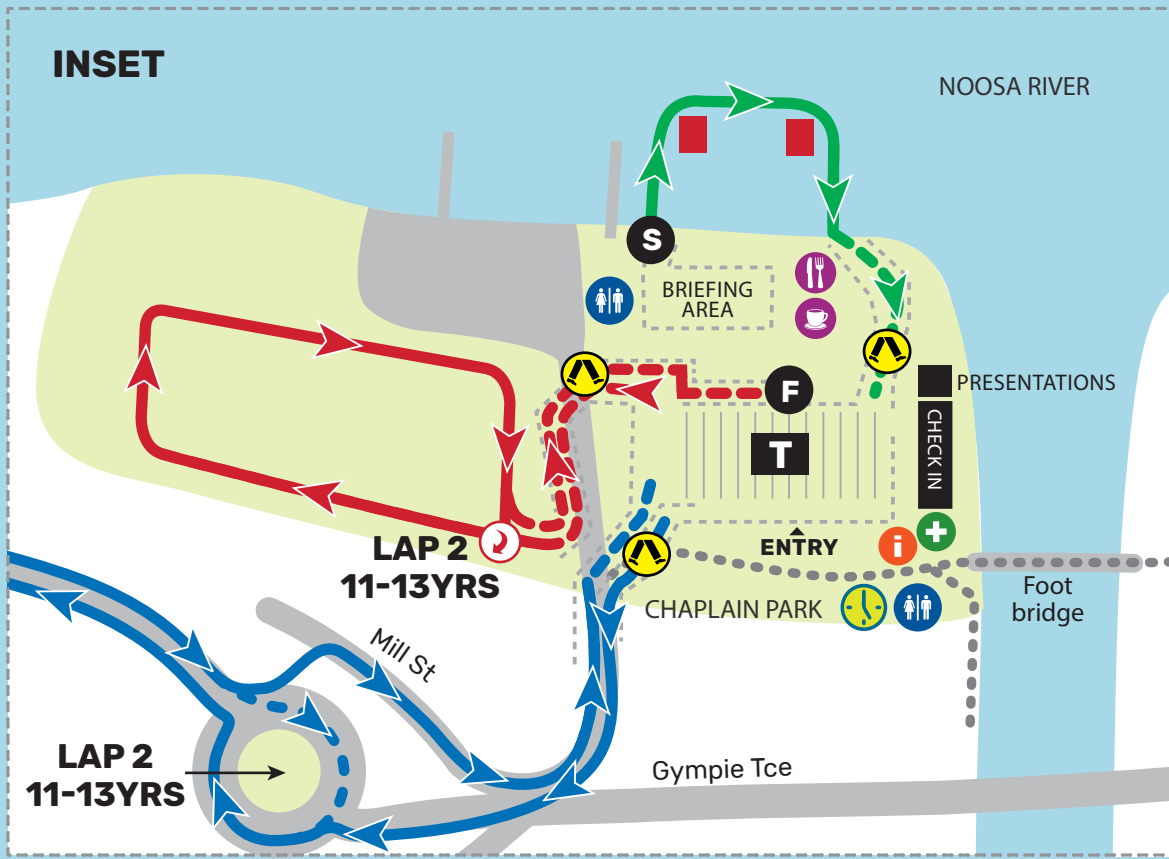 INSET
NOOSA RIVER
S
BRIEFING
AREA
F
PRESENTATIONS
CHECK IN
T
LAP 2
11-13YRS
ENTRY
i
Foot
bridge
CHAPLAIN PARK
Mill St
LAP 2
11-13YRS
Gympie Tce